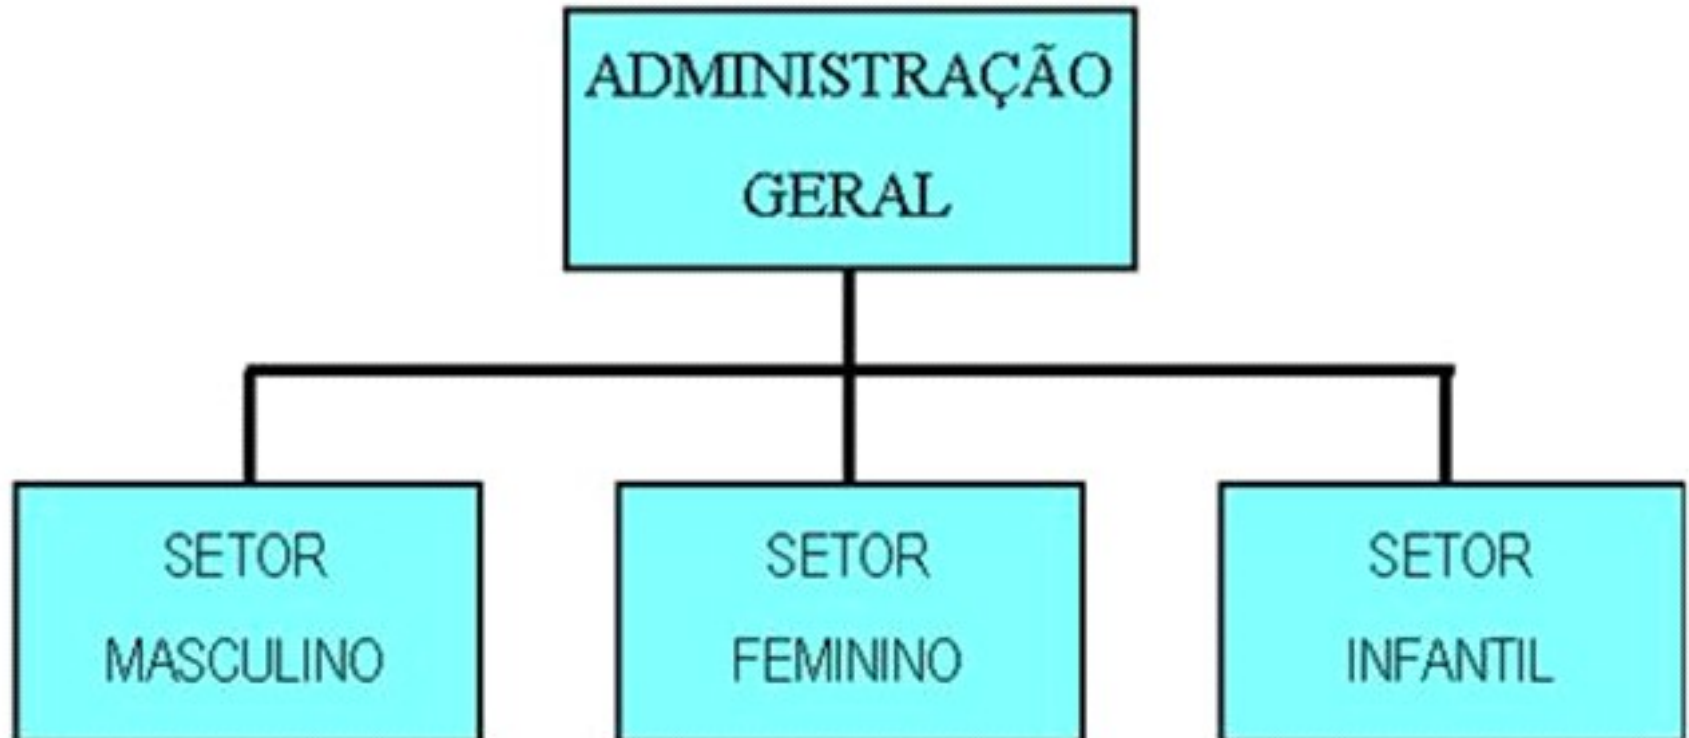 ADMINISTRAÇÃO
GERAL
SETOR
MASCULINO
SETOR
FEMININO
SETOR
INFANTIL